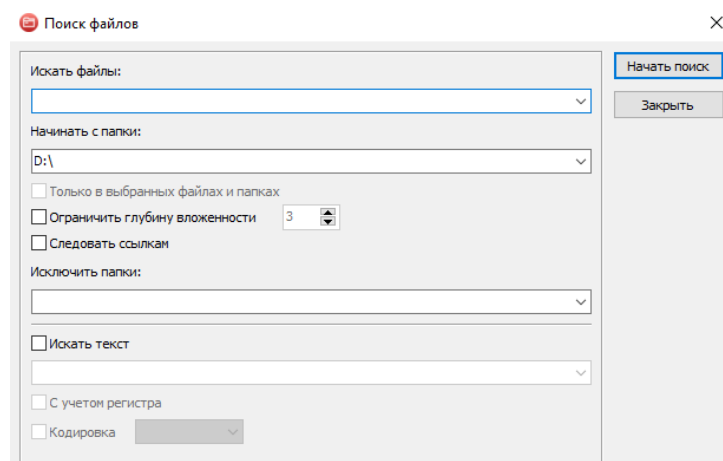 Поиск файлов
Искать файлы:
Начать поиск
Закрыть
Начинать с папки:
D:\
Только в выбранных файлах и папках
Ограничить глубину вложенности 3
Следовать ссылкам
Исключить папки:
Искать текст
С учетом регистра
Кодировка